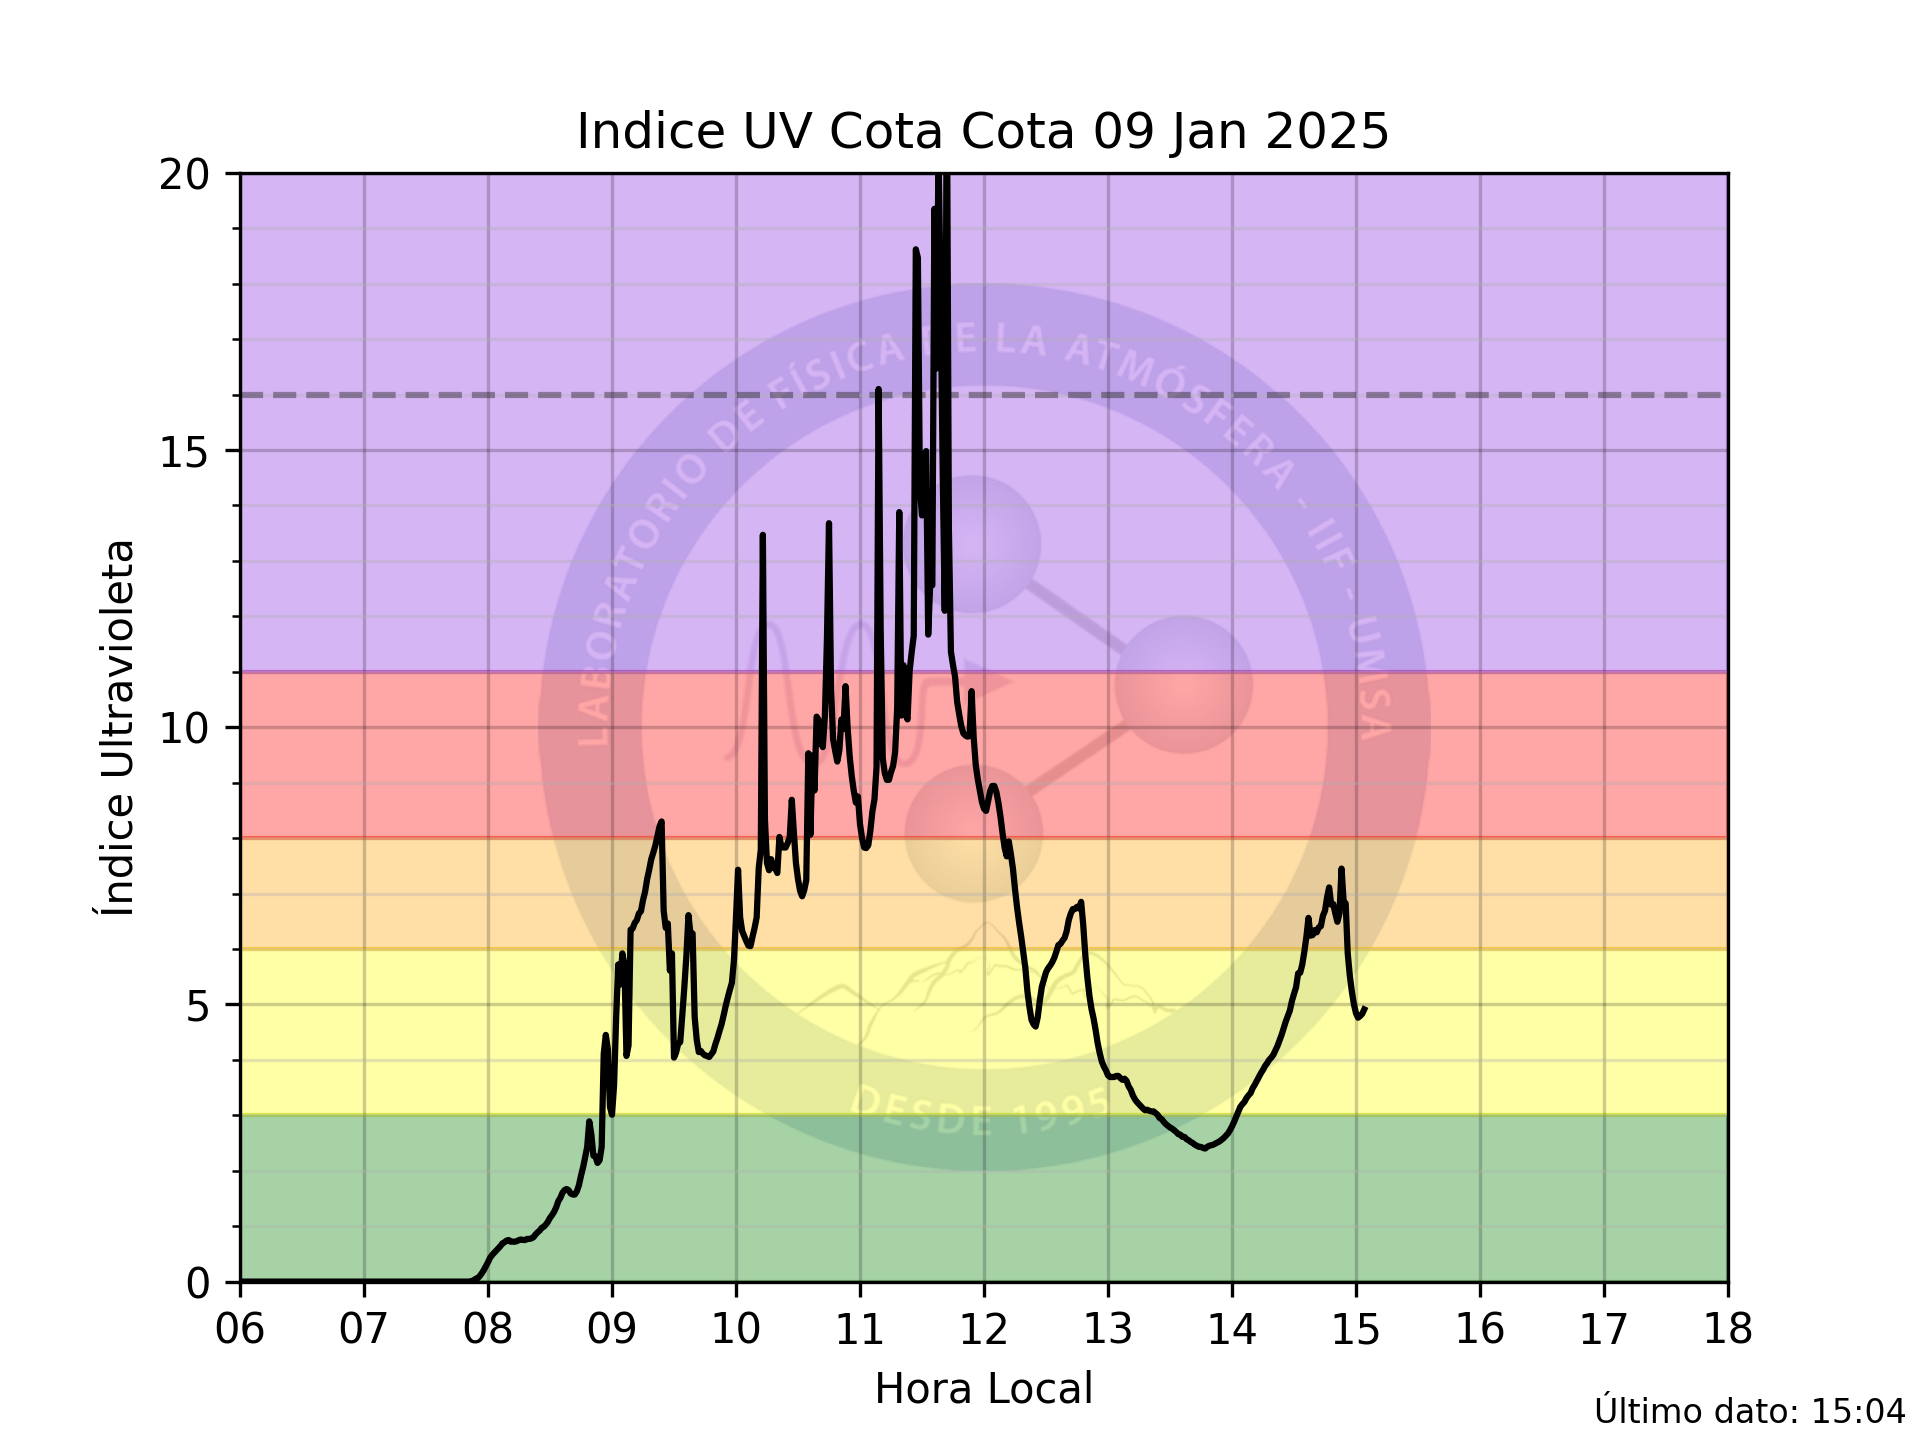 Indice UV Cota Cota 09 Jan 2025
20
15
10
5
0
Índice Ultravioleta
LABORATORIO DE FÍSICA DE LA ATMÓSFERA - IIF - UMSA
DESDE 1995
06 07 08 09 10 11 12 13 14 15 16 17 18
Hora Local
Último dato: 15:04